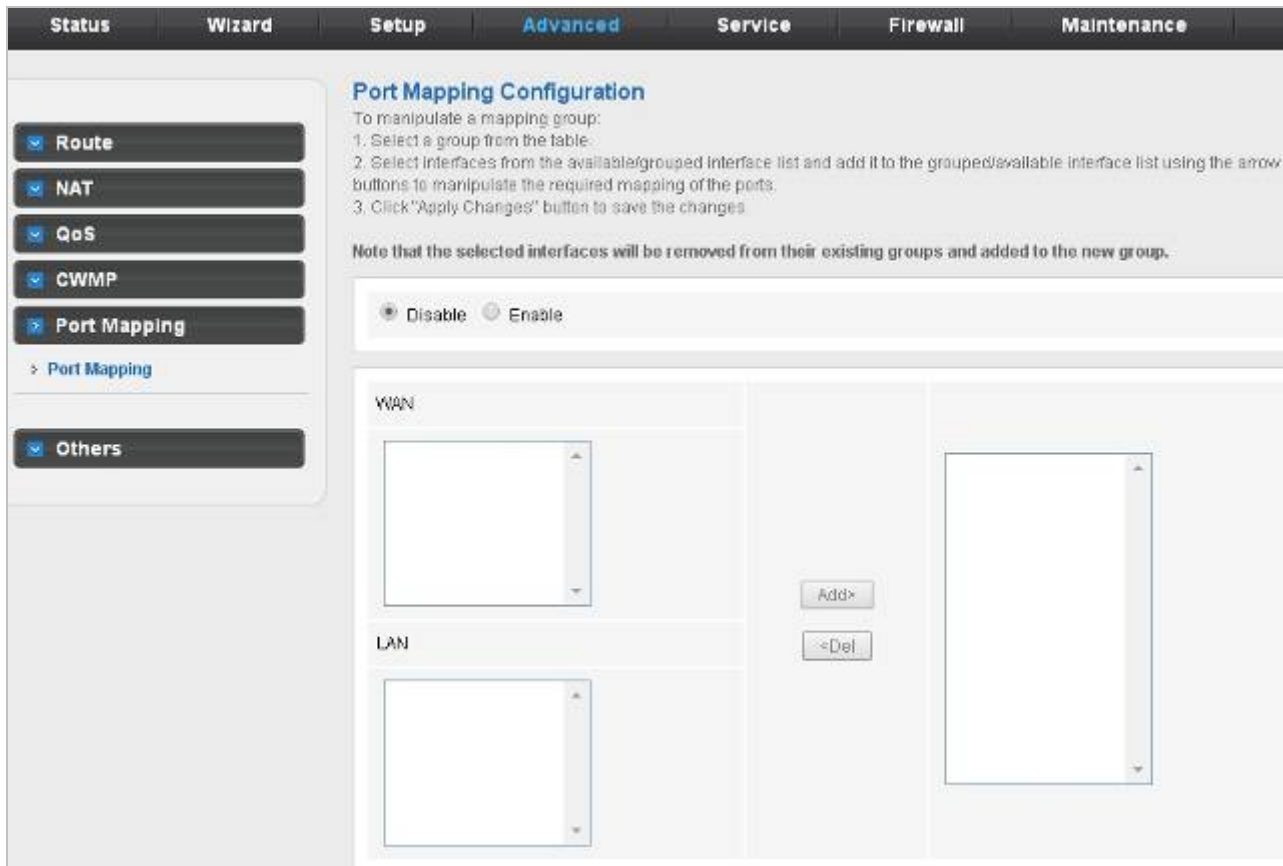 Status Wizard Setup Advanced Service Firewall Maintenance
Route
NAT
QoS
CWMP
Port Mapping
Port Mapping
Others
Port Mapping Configuration
To manipulate a mapping group:
1. Select a group from the table.
2. Select interfaces from the available/grouped interface list and add it to the grouped/available interface list using the arrow
buttons to manipulate the required mapping of the ports.
3. Click "Apply Changes" button to save the changes
Note that the selected interfaces will be removed from their existing groups and added to the new group.
Disable Enable
WAN
Add>
<Del
LAN